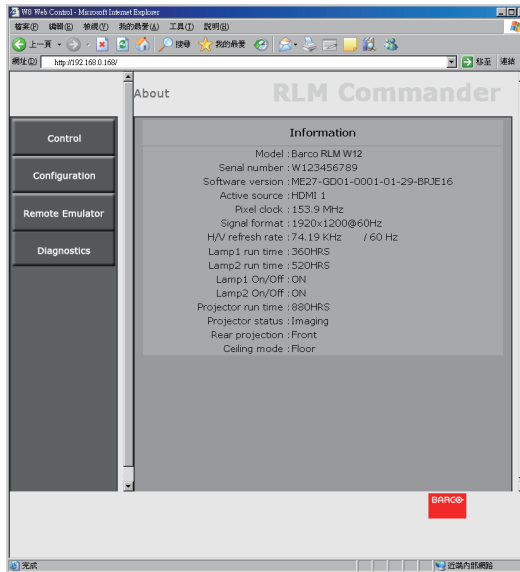 W8 Web Control - Microsoft Internet Explorer
檔案(F) 編輯(E) 檢視(V) 我的最愛(A) 工具(T) 說明(H)
上一頁 搜尋 我的最愛
網址(D) http://192.168.0.168/ 移至 連結
About
RLM Commander
Control
Configuration
Remote Emulator
Diagnostics
Information
Model : Barco RLM W12
Serial number : W123456789
Software version : ME27-GD01-0001-01-29-BRJE16
Active source : HDMI 1
Pixel clock : 153.9 MHz
Signal format : 1920x1200@60Hz
H/V refresh rate : 74.19 KHz / 60 Hz
Lamp1 run time : 360HRS
Lamp2 run time : 520HRS
Lamp1 On/Off : ON
Lamp2 On/Off : ON
Projector run time : 880HRS
Projector status : Imaging
Rear projection : Front
Ceiling mode : Floor
BARCO
完成 近端內部網路